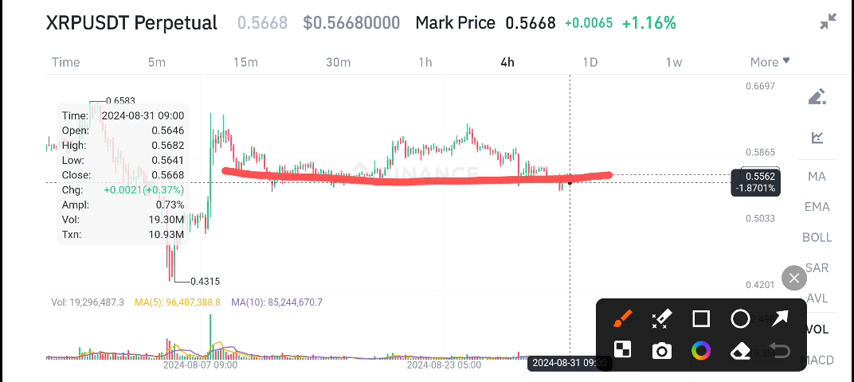 XRPUSDT Perpetual 0.5668 $0.56680000 Mark Price 0.5668 +0.0065 +1.16%
Time 5m 15m 30m 1h 4h 1D 1w More
0.6697
0.6583
Time: 2024-08-31 09:00
Open: 0.5646
High: 0.5682
Low: 0.5641
Close: 0.5668
Chg: +0.0021(+0.37%)
Ampl: 0.73%
Vol: 19.30M
Txn: 10.93M
0.5865
0.5562
-1.8701%
0.5033
0.4315
0.4201
MA
EMA
BOLL
SAR
AVL
VOL
MACD
Vol: 19,296,487.3 MA(5): 96,487,388.8 MA(10): 85,244,670.7
2024-08-07 09:00 2024-08-23 05:00 2024-08-31 09:00